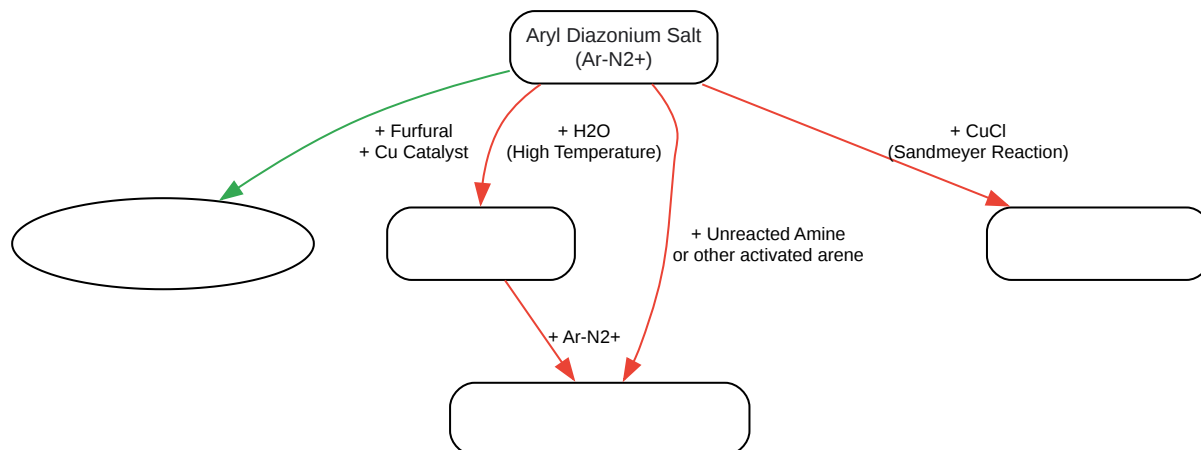 Aryl Diazonium Salt
(Ar-N2+)
+ Furfural
+ Cu Catalyst
+ H2O
(High Temperature)
+ CuCl
(Sandmeyer Reaction)
+ Unreacted Amine
or other activated arene
+ Ar-N2+